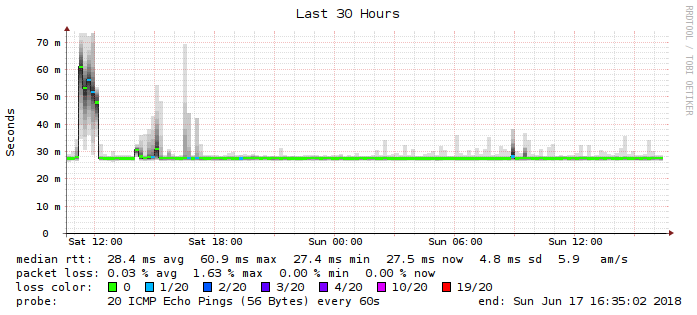 Last 30 Hours
RRDTOOL / TOBI OETIKER
Seconds
70 m
60 m
50 m
40 m
30 m
20 m
10 m
0
Sat 12:00 Sat 18:00 Sun 00:00 Sun 06:00 Sun 12:00
median rtt: 28.4 ms avg 60.9 ms max 27.4 ms min 27.5 ms now 4.8 ms sd 5.9 am/s
packet loss: 0.03 % avg 1.63 % max 0.00 % min 0.00 % now
loss color: 0 1/20 2/20 3/20 4/20 10/20 19/20
probe: 20 ICMP Echo Pings (56 Bytes) every 60s end: Sun Jun 17 16:35:02 2018